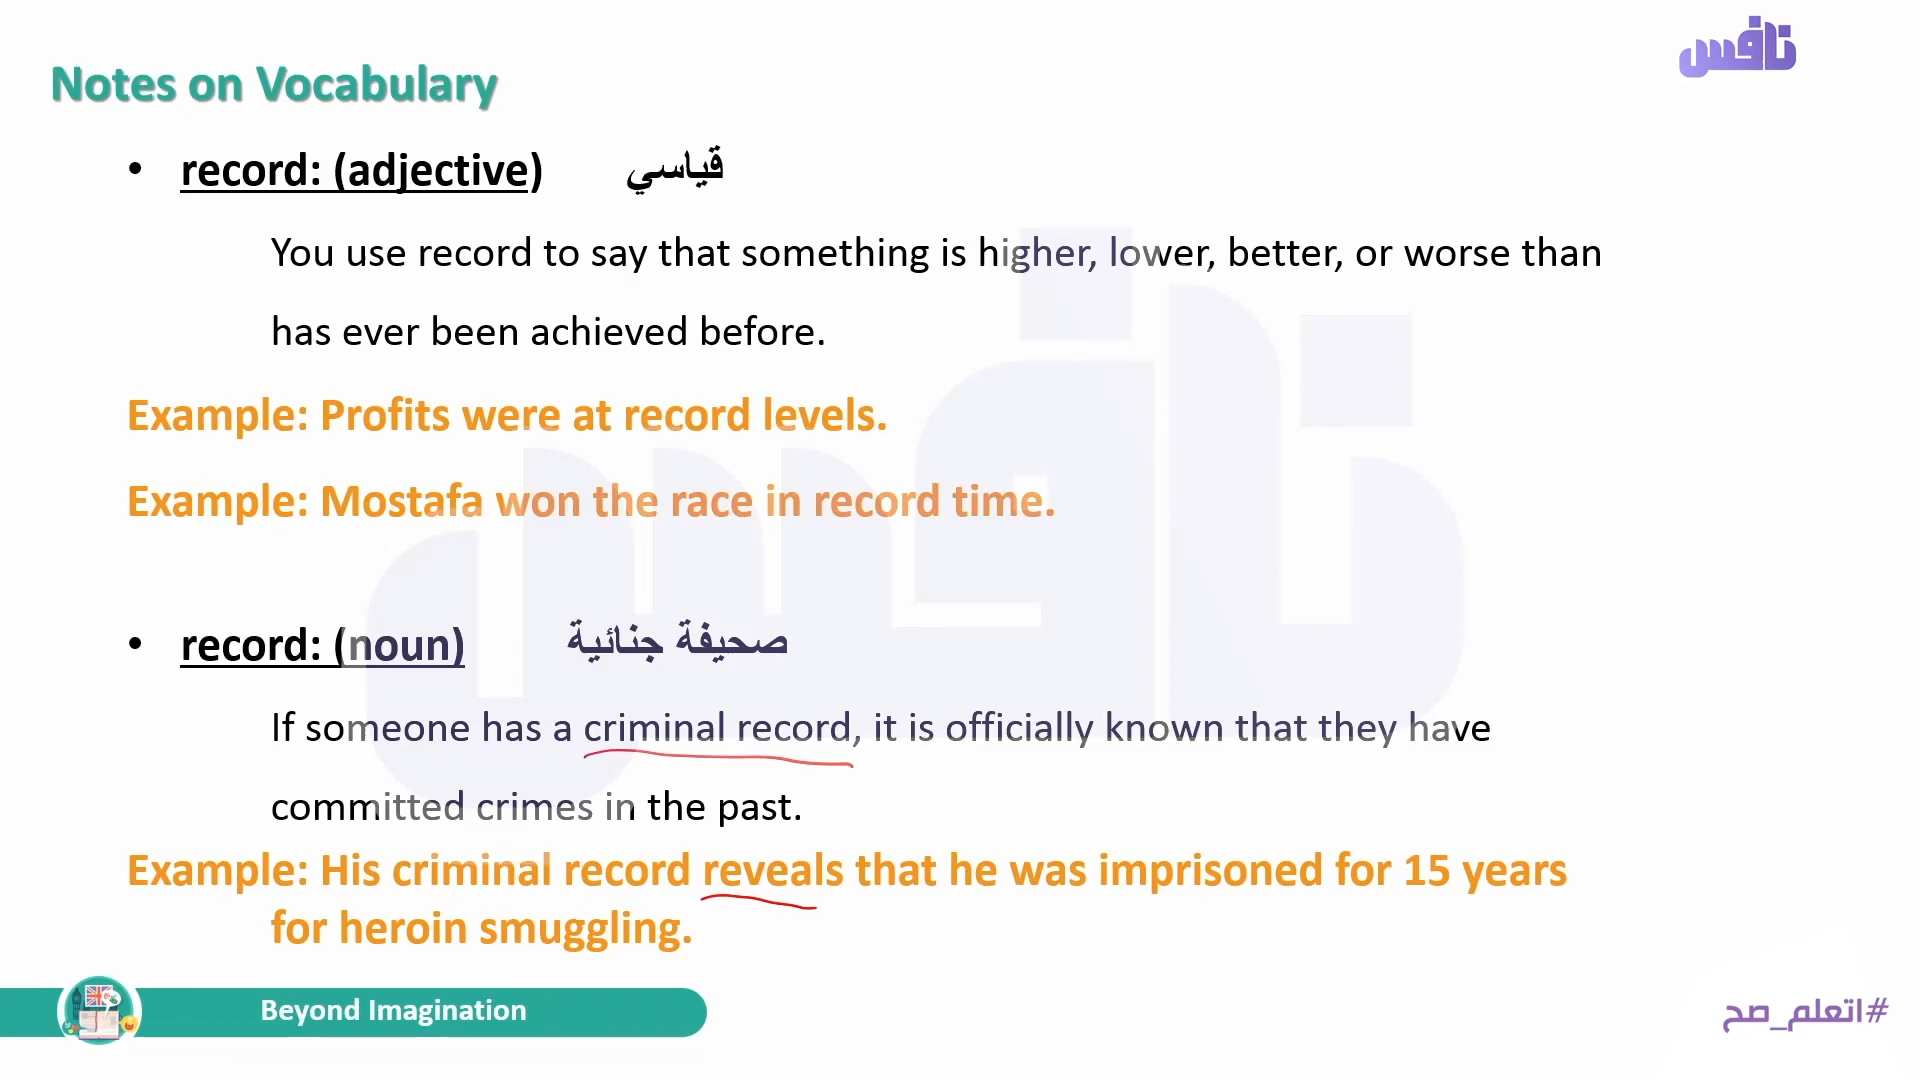 نافس
Notes on Vocabulary
• record: (adjective) قياسي
You use record to say that something is higher, lower, better, or worse than
has ever been achieved before.
Example: Profits were at record levels.
Example: Mostafa won the race in record time.
• record: (noun) صحيفة جنائية
If someone has a criminal record, it is officially known that they have
committed crimes in the past.
Example: His criminal record reveals that he was imprisoned for 15 years
for heroin smuggling.
Beyond Imagination
#اتعلم_صح